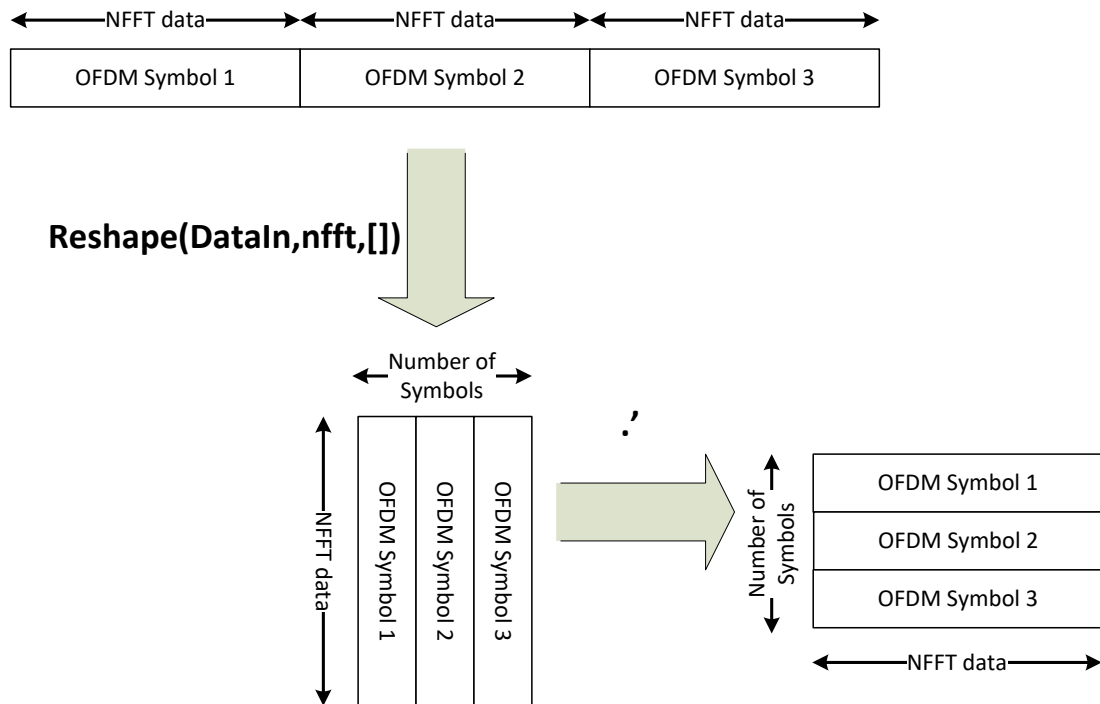 NFFT data NFFT data NFFT data
OFDM Symbol 1 OFDM Symbol 2 OFDM Symbol 3
Reshape(DataIn,nfft,[])
Number of
Symbols
.’
NFFT data
OFDM Symbol 1
OFDM Symbol 2
OFDM Symbol 3
Number of
Symbols
OFDM Symbol 1
OFDM Symbol 2
OFDM Symbol 3
NFFT data